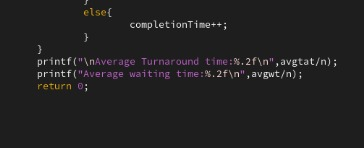 }
else{
completionTime++;
}
}
printf("\nAverage Turnaround time:%.2f\n",avgtat/n);
printf("Average waiting time:%.2f\n",avgwt/n);
return 0;